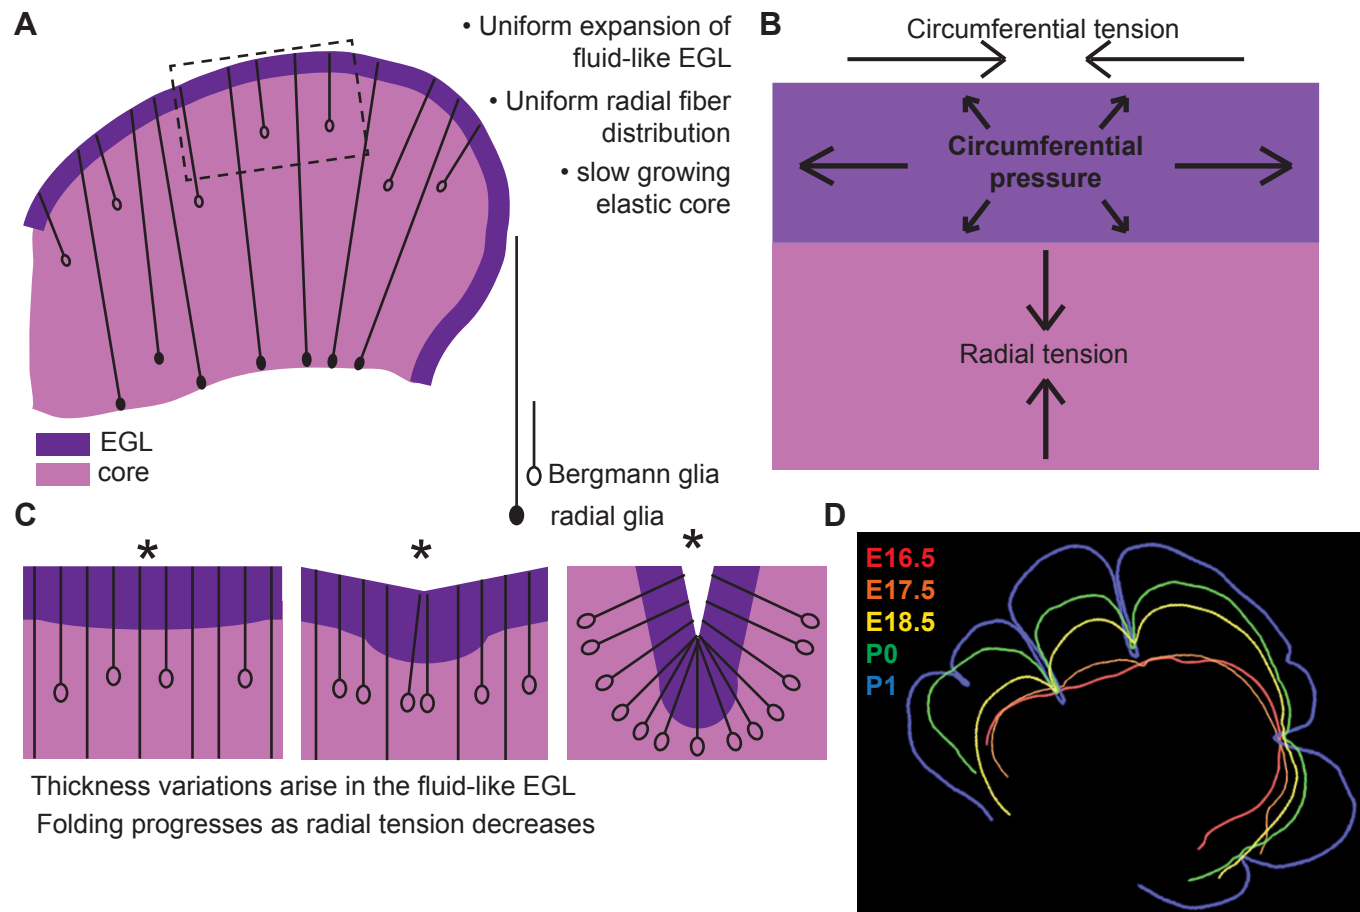 A
• Uniform expansion of
fluid-like EGL
• Uniform radial fiber
distribution
• slow growing
elastic core
EGL
core
Bergmann glia
radial glia
B
Circumferential tension
Circumferential
pressure
Radial tension
C
*
*
*
Thickness variations arise in the fluid-like EGL
Folding progresses as radial tension decreases
D
E16.5
E17.5
E18.5
P0
P1